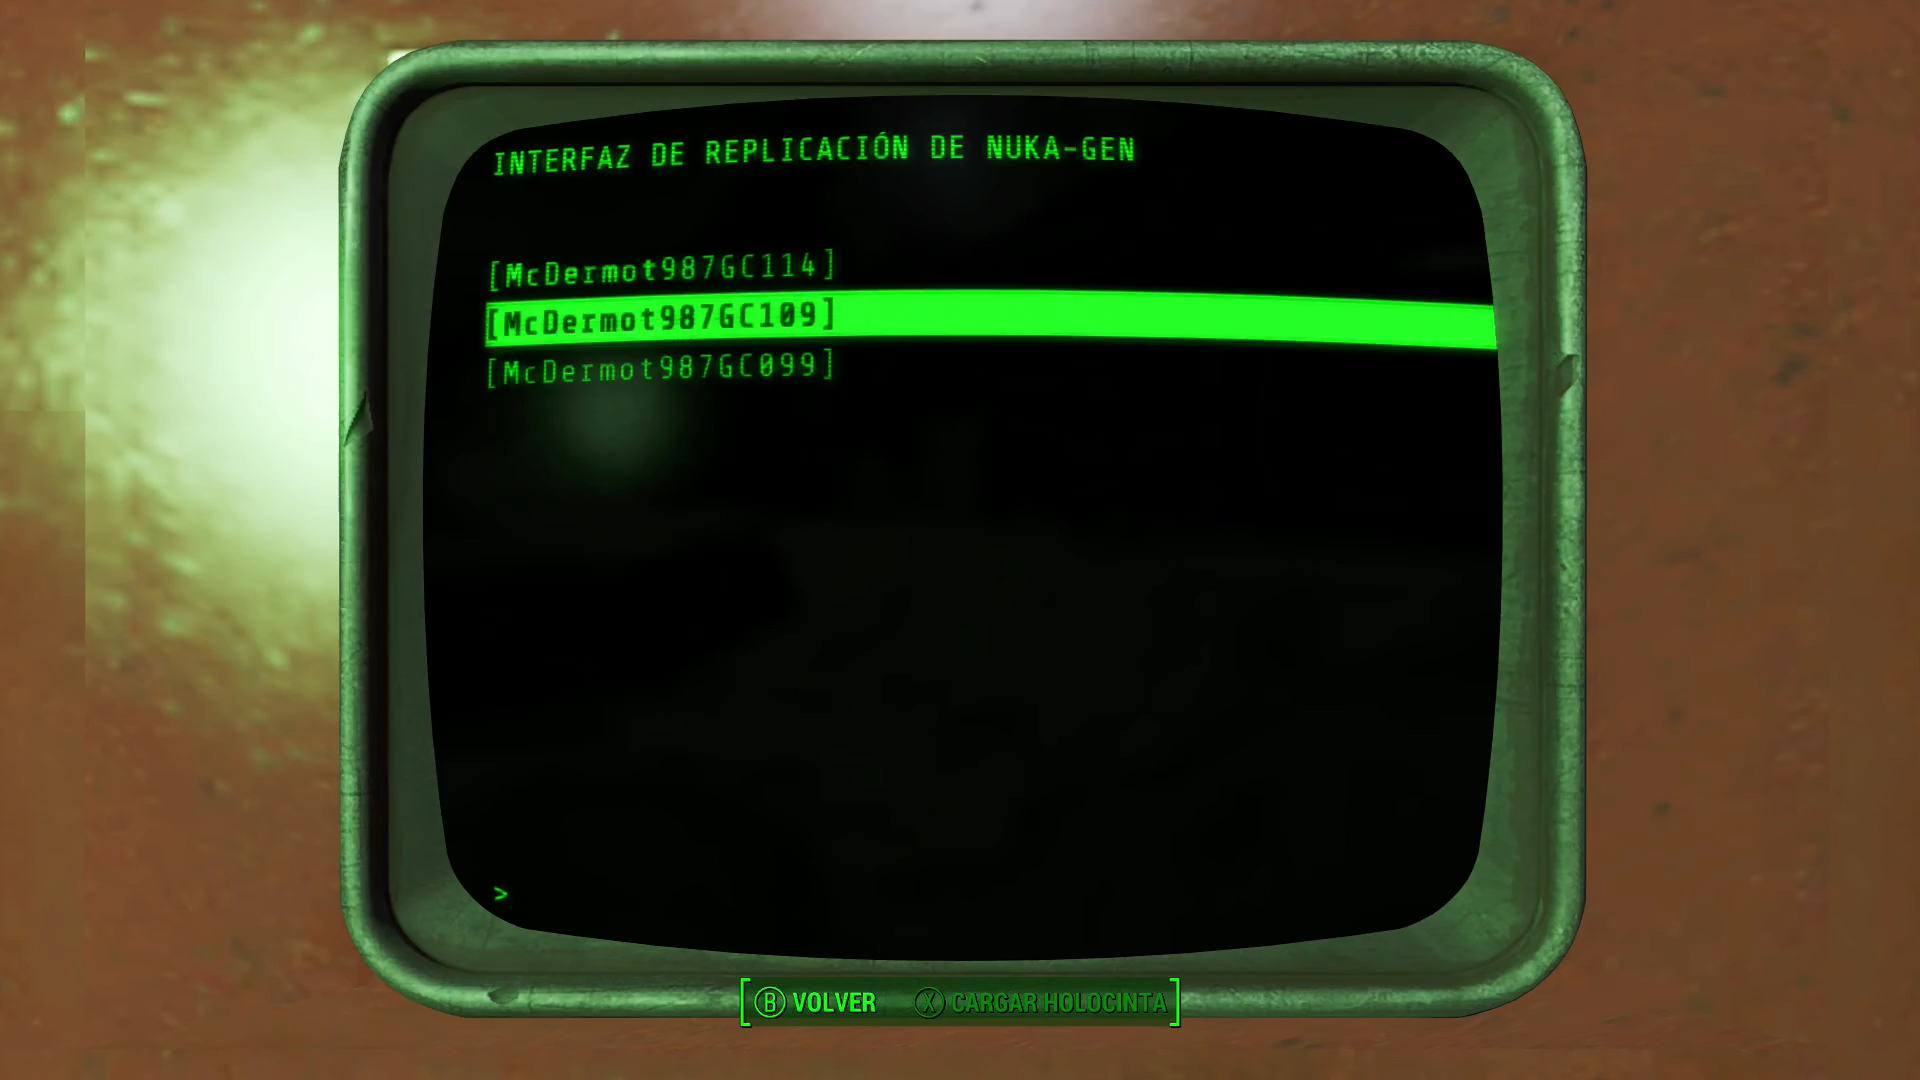 INTERFAZ DE REPLICACIÓN DE NUKA-GEN
[McDermot987GC114]
[McDermot987GC109]
[McDermot987GC099]
>
[Ⓑ VOLVER Ⓧ CARGAR HOLOCINTA]